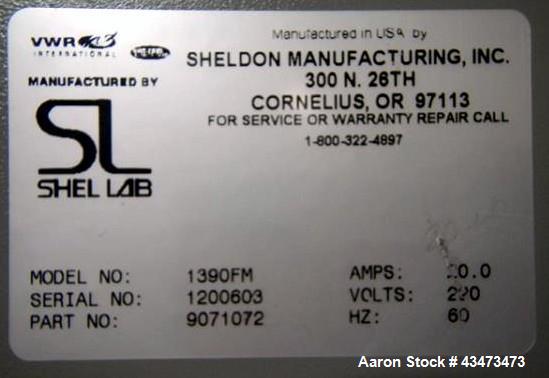 VWR
INTERNATIONAL
Manufactured in USA by
SHELDON MANUFACTURING, INC.
300 N. 26TH
CORNELIUS, OR 97113
FOR SERVICE OR WARRANTY REPAIR CALL
1-800-322-4897
MANUFACTURED BY
SL
SHEL LAB
MODEL NO: 1390FM
SERIAL NO: 1200603
PART NO: 9071072
AMPS:
VOLTS: 220
HZ: 60
Aaron Stock # 43473473